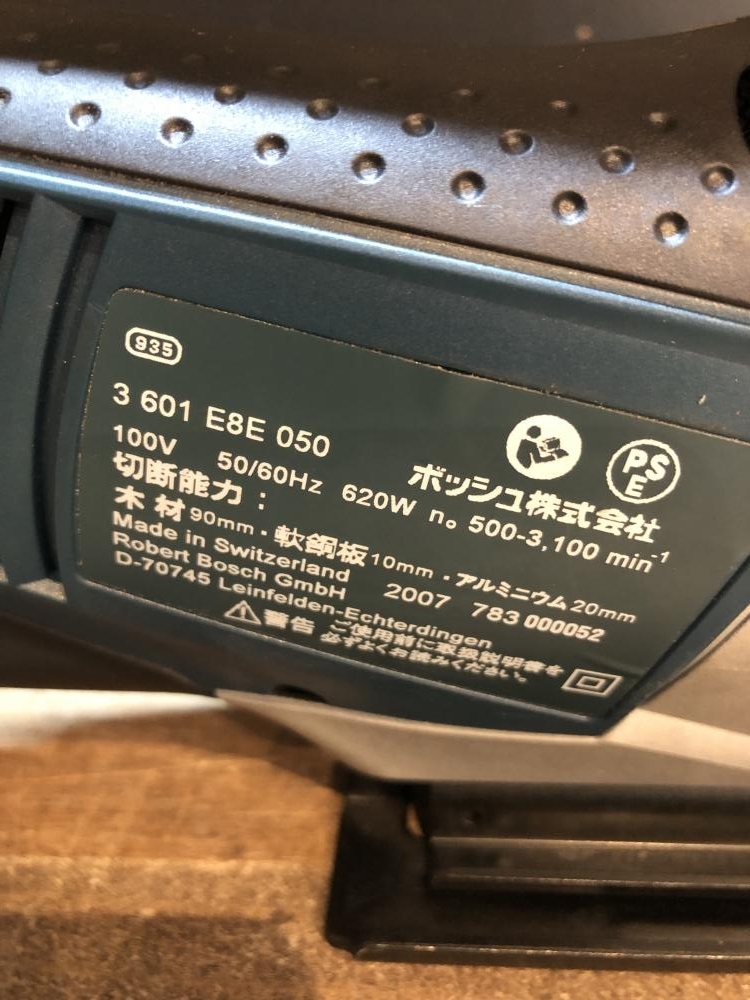 935
3 601 E8E 050
PSE
ボッシュ株式会社
100V 50/60Hz 620W n。 500-3,100 min⁻¹
切断能力：
木材90mm・軟鋼板10mm・アルミニウム20mm
Made in Switzerland
Robert Bosch GmbH 2007 783 000052
D-70745 Leinfelden-Echterdingen
⚠警告 ご使用前に取扱説明書を
必ずよくお読みください。